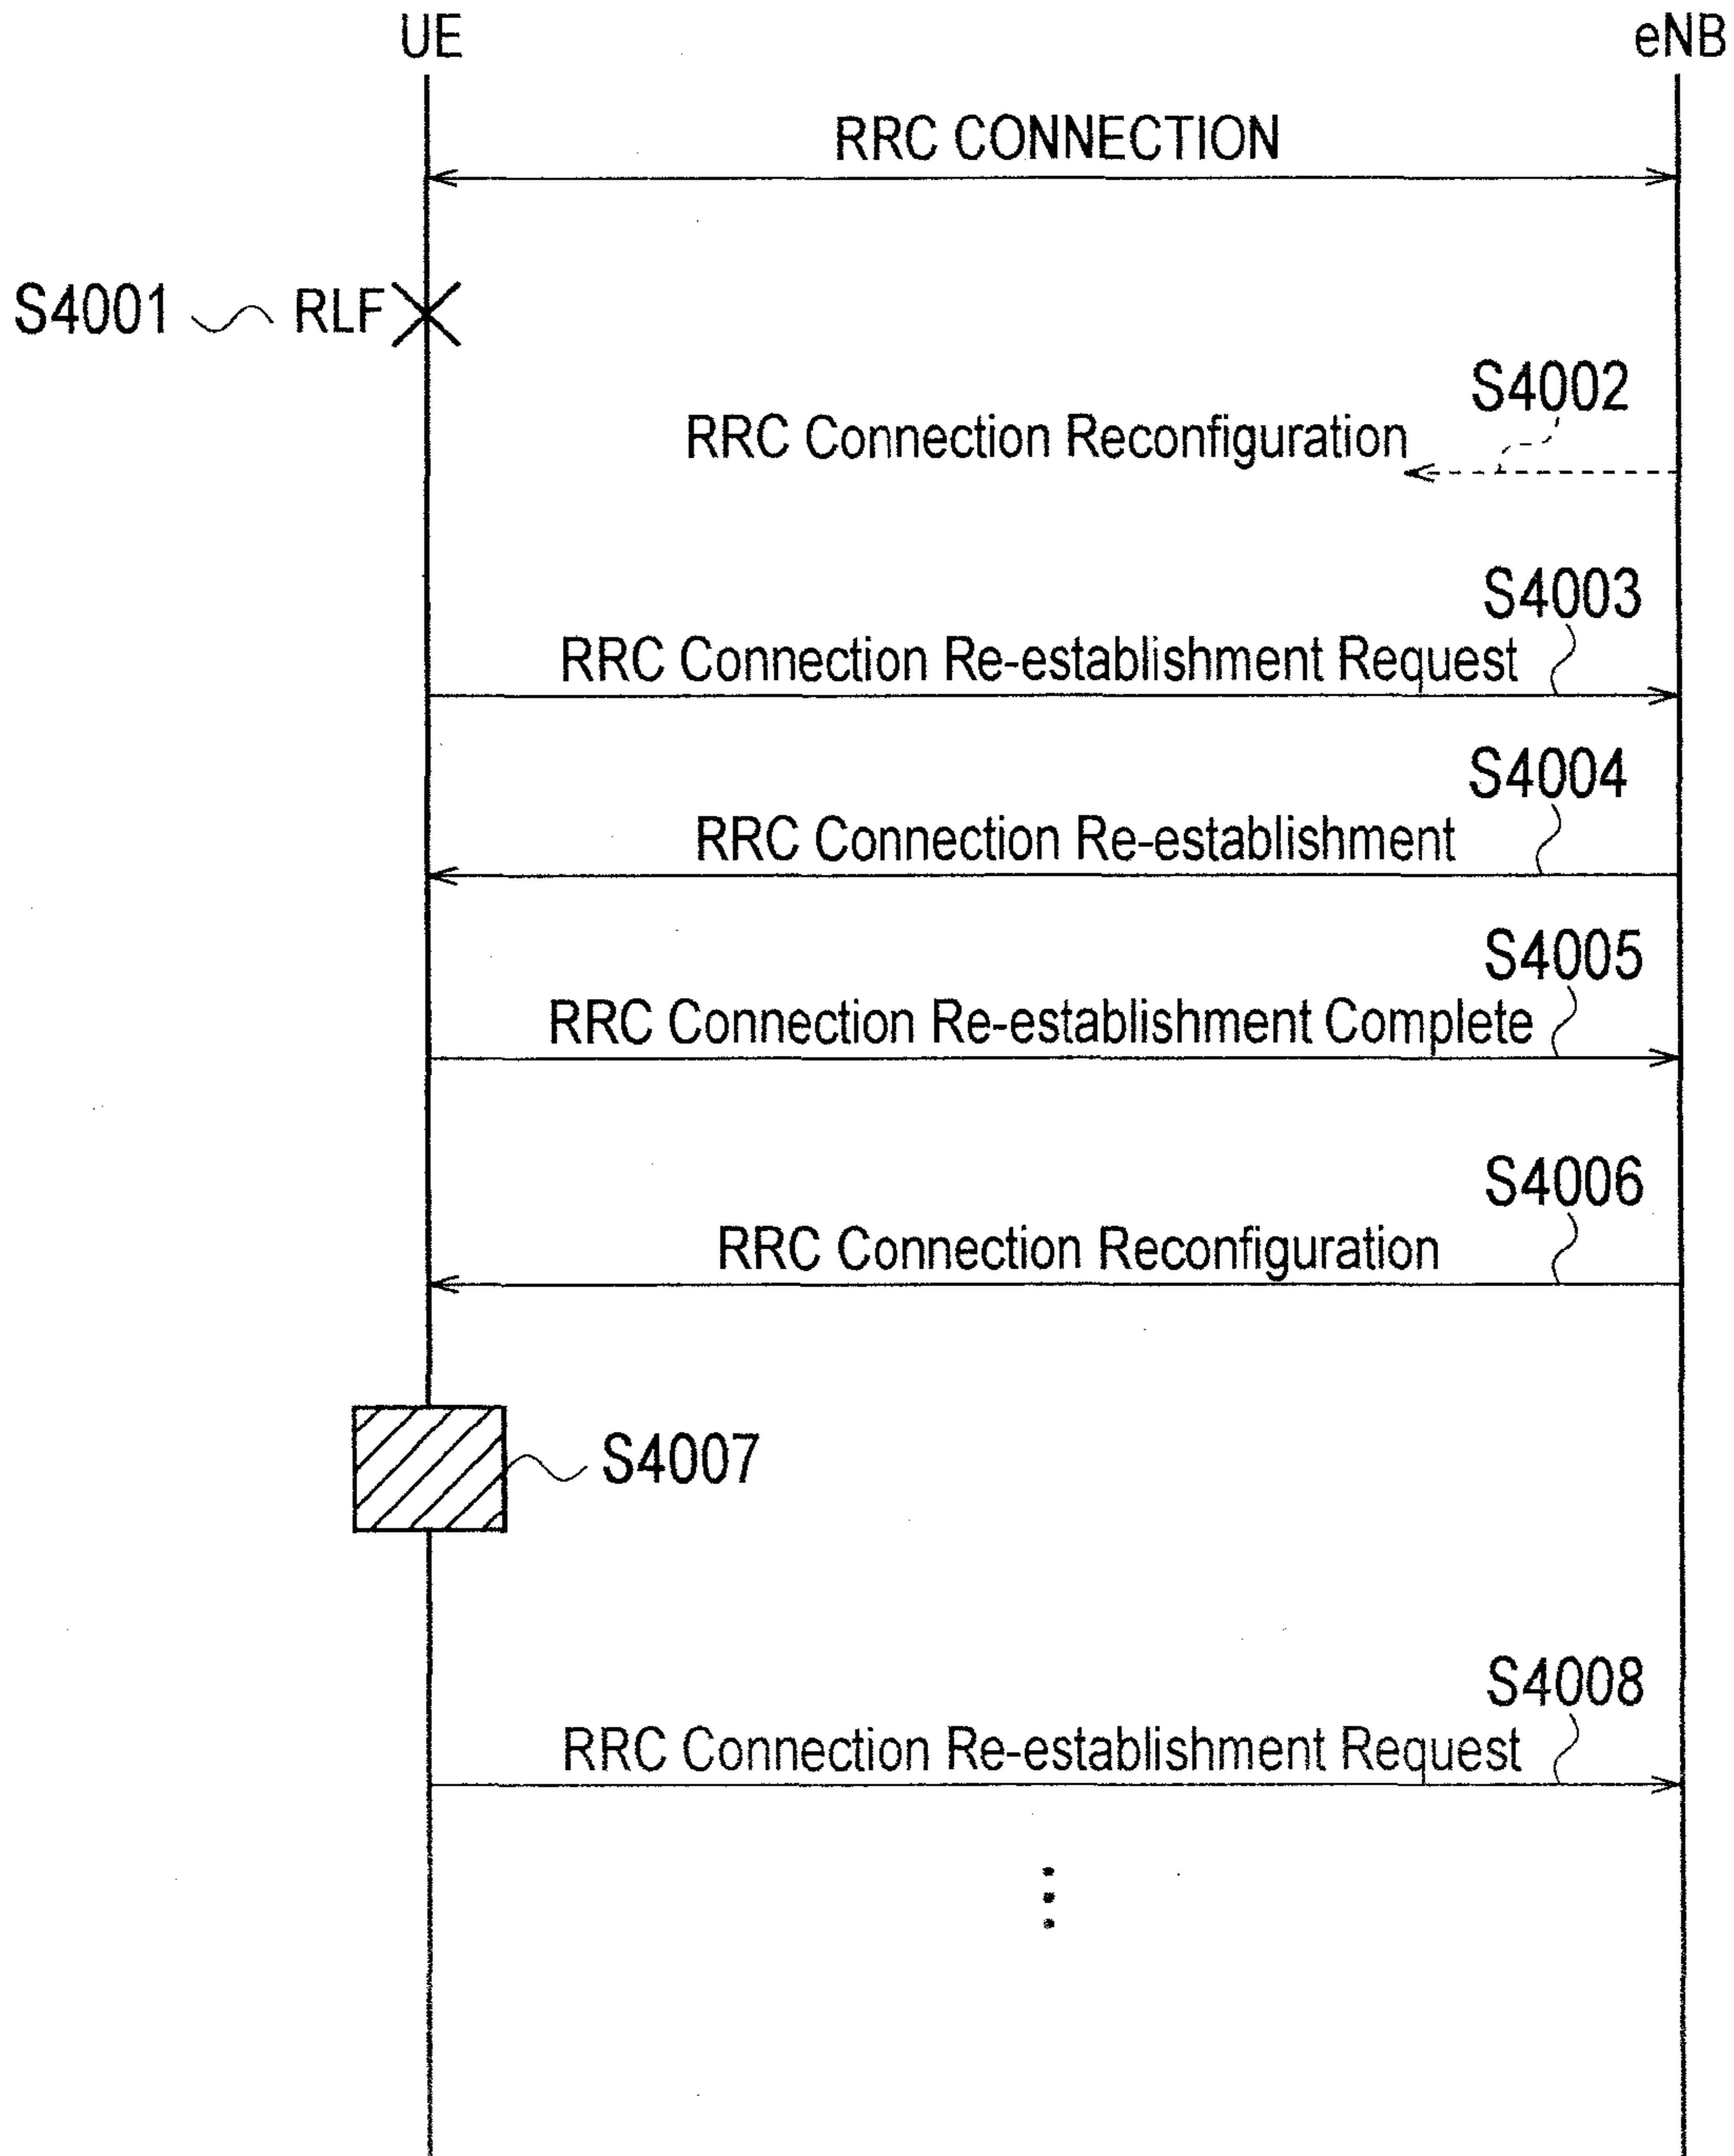 UE
eNB
RRC CONNECTION
S4001
RLF
S4002
RRC Connection Reconfiguration
S4003
RRC Connection Re-establishment Request
S4004
RRC Connection Re-establishment
S4005
RRC Connection Re-establishment Complete
S4006
RRC Connection Reconfiguration
S4007
S4008
RRC Connection Re-establishment Request